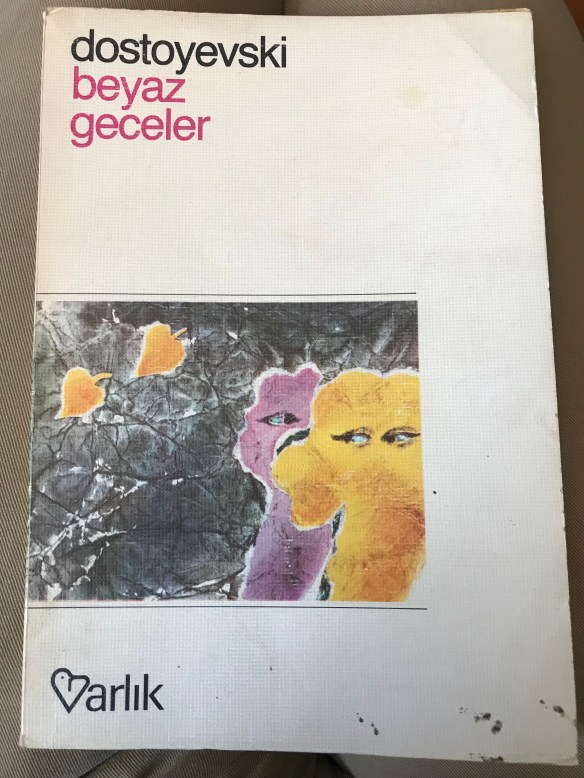 dostoyevski
beyaz
geceler
Varlık